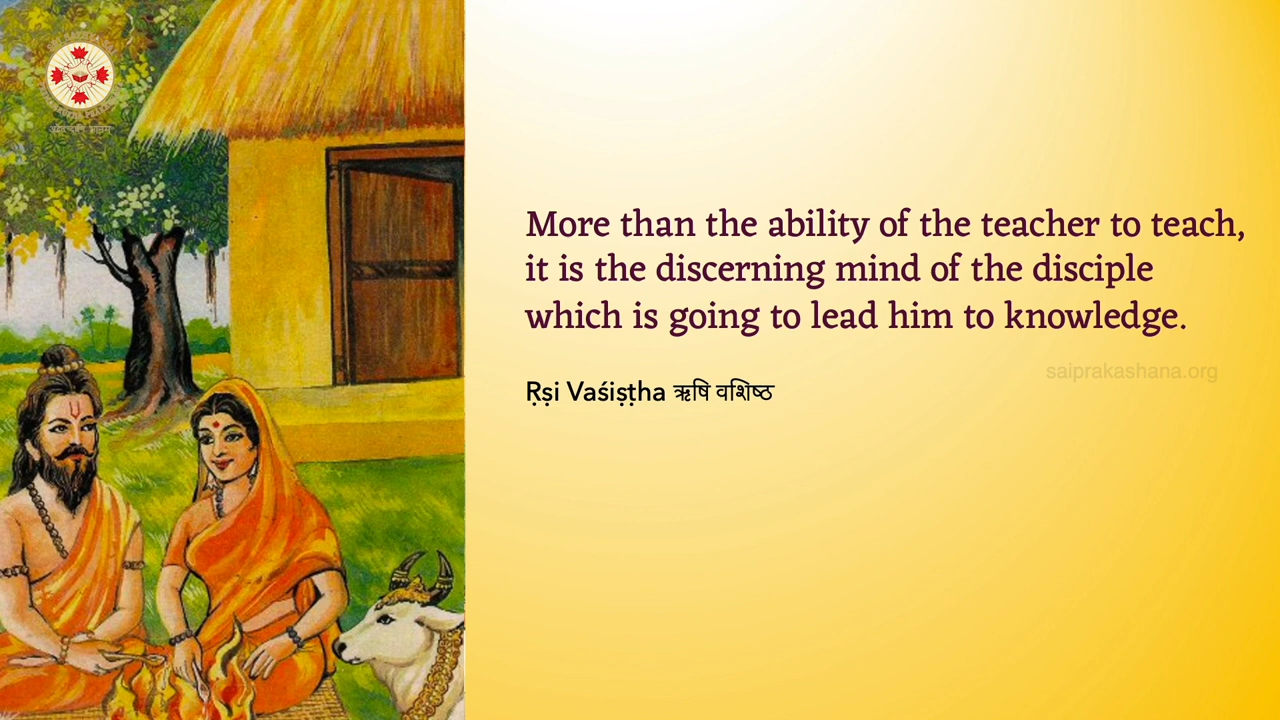 More than the ability of the teacher to teach,
it is the discerning mind of the disciple
which is going to lead him to knowledge.
saiprakashana.org
Ṛṣi Vaśiṣṭha ऋषि वशिष्ठ